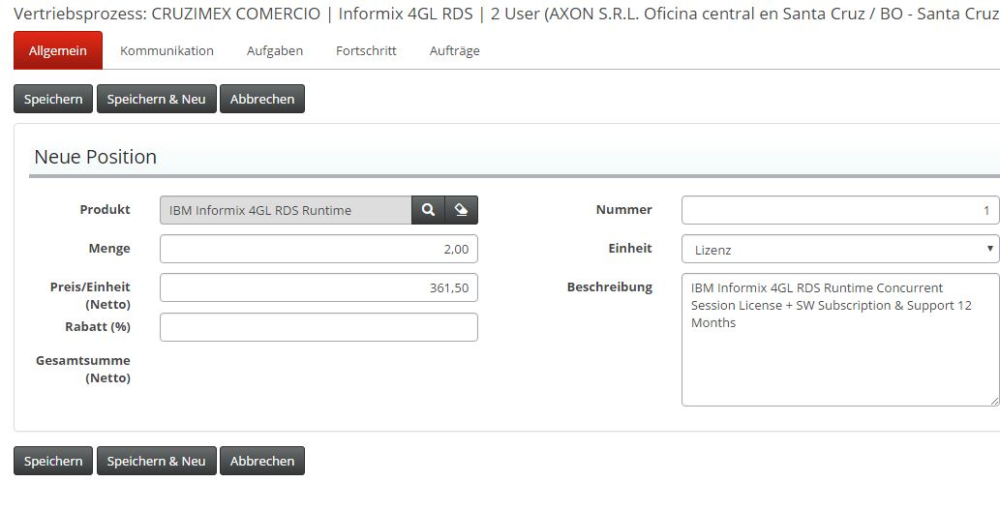 Vertriebsprozess: CRUZIMEX COMERCIO | Informix 4GL RDS | 2 User (AXON S.R.L. Oficina central en Santa Cruz / BO - Santa Cruz
Allgemein Kommunikation Aufgaben Fortschritt Aufträge
Speichern Speichern & Neu Abbrechen
Neue Position
Produkt IBM Informix 4GL RDS Runtime Nummer 1
Menge 2,00 Einheit Lizenz
Preis/Einheit (Netto) 361,50
Rabatt (%)
Gesamtsumme (Netto)
Beschreibung IBM Informix 4GL RDS Runtime Concurrent
Session License + SW Subscription & Support 12
Months
Speichern Speichern & Neu Abbrechen